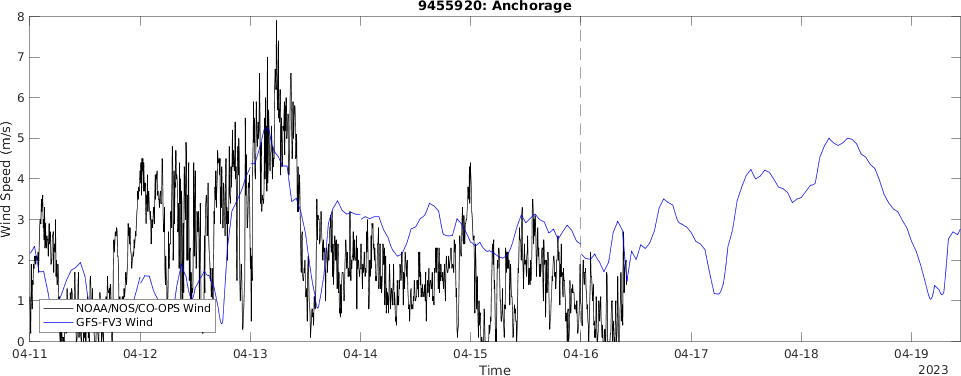 9455920: Anchorage
8
7
6
5
4
3
2
1
0
Wind Speed (m/s)
NOAA/NOS/CO-OPS Wind
GFS-FV3 Wind
04-11 04-12 04-13 04-14 04-15 04-16 04-17 04-18 04-19
Time
2023